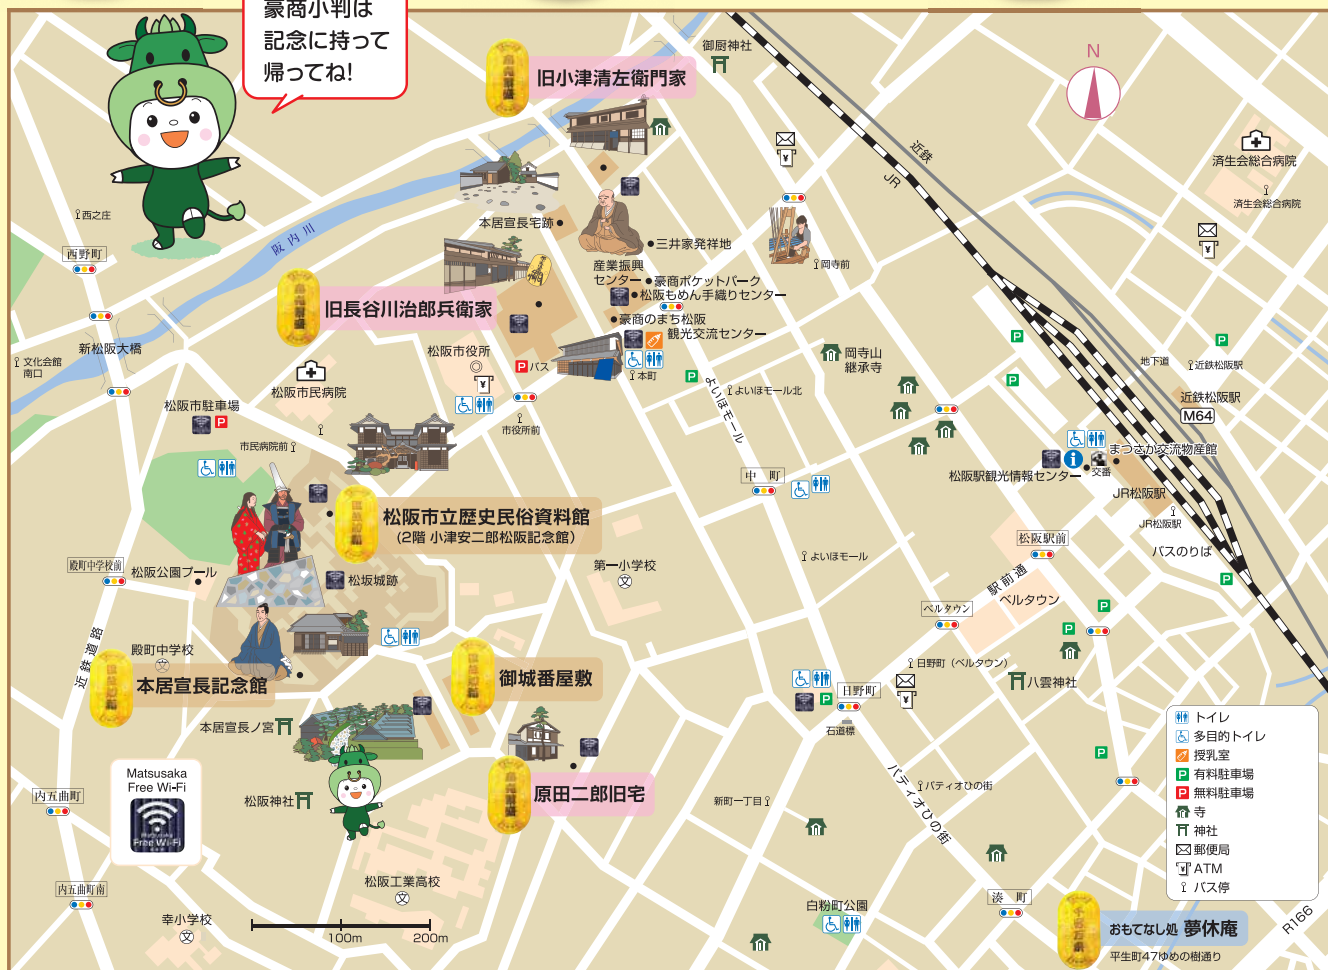 豪商小判は
記念に持って
帰ってね!
旧小津清左衛門家
御厨神社
N
近鉄
JR
済生会総合病院
済生会総合病院
西之庄
西野町
阪内川
本居宣長宅跡
三井家発祥地
岡寺前
産業振興
センター
豪商ポケットパーク
松阪もめん手織りセンター
旧長谷川治郎兵衛家
豪商のまち松阪
観光交流センター
新松阪大橋
文化会館
南口
松阪市役所
P バス
本町
岡寺山
継承寺
地下道
近鉄松阪駅
近鉄松阪駅
M64
松阪市民病院
よいほモール北
よいほモール
松阪市駐車場
P
市役所前
市民病院前
まつさか交流物産館
松阪駅観光情報センター
交番
中町
JR松阪駅
JR松阪駅
松阪市立歴史民俗資料館
(2階 小津安二郎松阪記念館)
松阪駅前
バスのりば
よいほモール
殿町中学校前
松阪公園プール
松坂城跡
第一小学校
駅前通
ベルタウン
ベルタウン
近鉄道路
殿町中学校
日野町(ベルタウン)
本居宣長記念館
御城番屋敷
八雲神社
日野町
石道標
本居宣長ノ宮
Matsusaka
Free Wi-Fi
Matsusaka
Free Wi-Fi
内五曲町
松阪神社
原田二郎旧宅
新町一丁目
パティオひの街
パティオひの街
トイレ
多目的トイレ
授乳室
P 有料駐車場
P 無料駐車場
寺
神社
郵便局
ATM
バス停
内五曲町南
松阪工業高校
幸小学校
100m
200m
白粉町公園
湊町
おもてなし処 夢休庵
平生町47ゆめの樹通り
R166